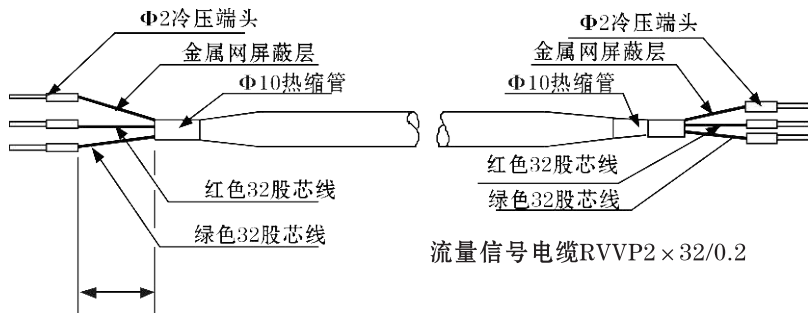 Φ2冷压端头
金属网屏蔽层
Φ10热缩管
红色32股芯线
绿色32股芯线
Φ2冷压端头
金属网屏蔽层
Φ10热缩管
红色32股芯线
绿色32股芯线
流量信号电缆RVVP2×32/0.2